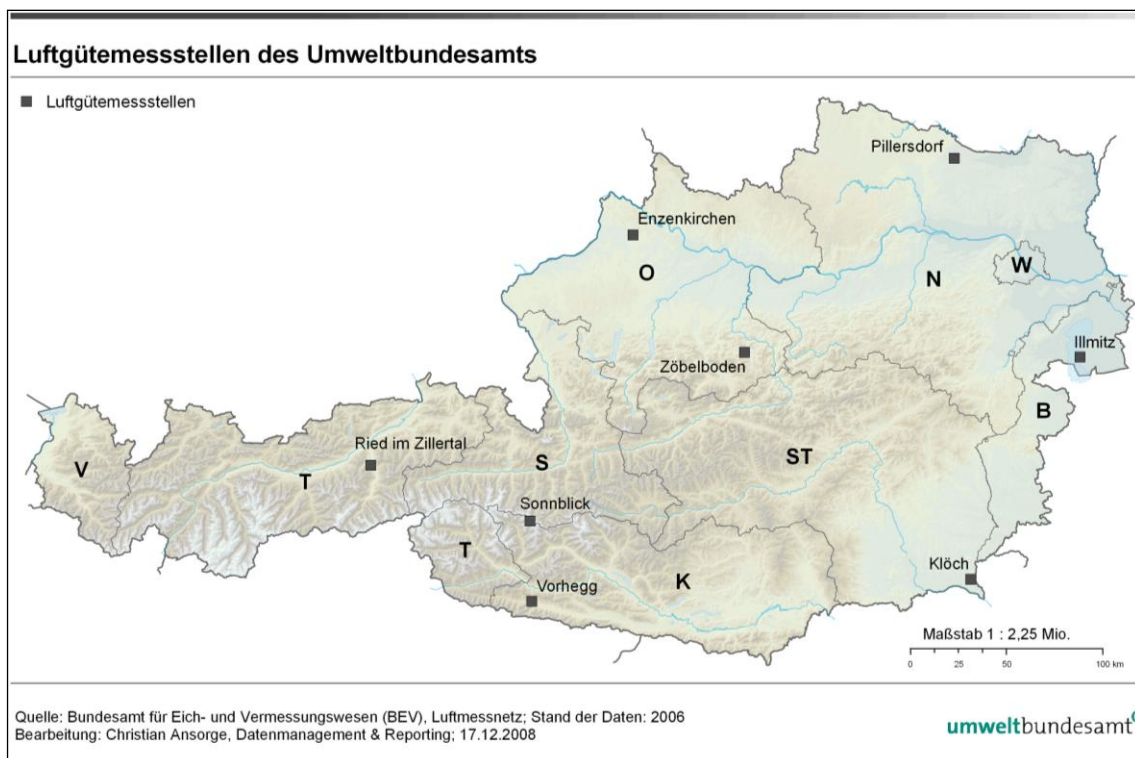 Luftgütemessstellen des Umweltbundesamts
Luftgütemessstellen
Pillersdorf
Enzenkirchen
O
N
W
Zöbelboden
Illmitz
B
Ried im Zillertal
V
T
S
ST
Sonnblick
T
K
Vorhegg
Klöch
Maßstab 1 : 2,25 Mio.
0 25 50 100 km
Quelle: Bundesamt für Eich- und Vermessungswesen (BEV), Luftmessnetz; Stand der Daten: 2006
Bearbeitung: Christian Ansorge, Datenmanagement & Reporting; 17.12.2008
umweltbundesamt